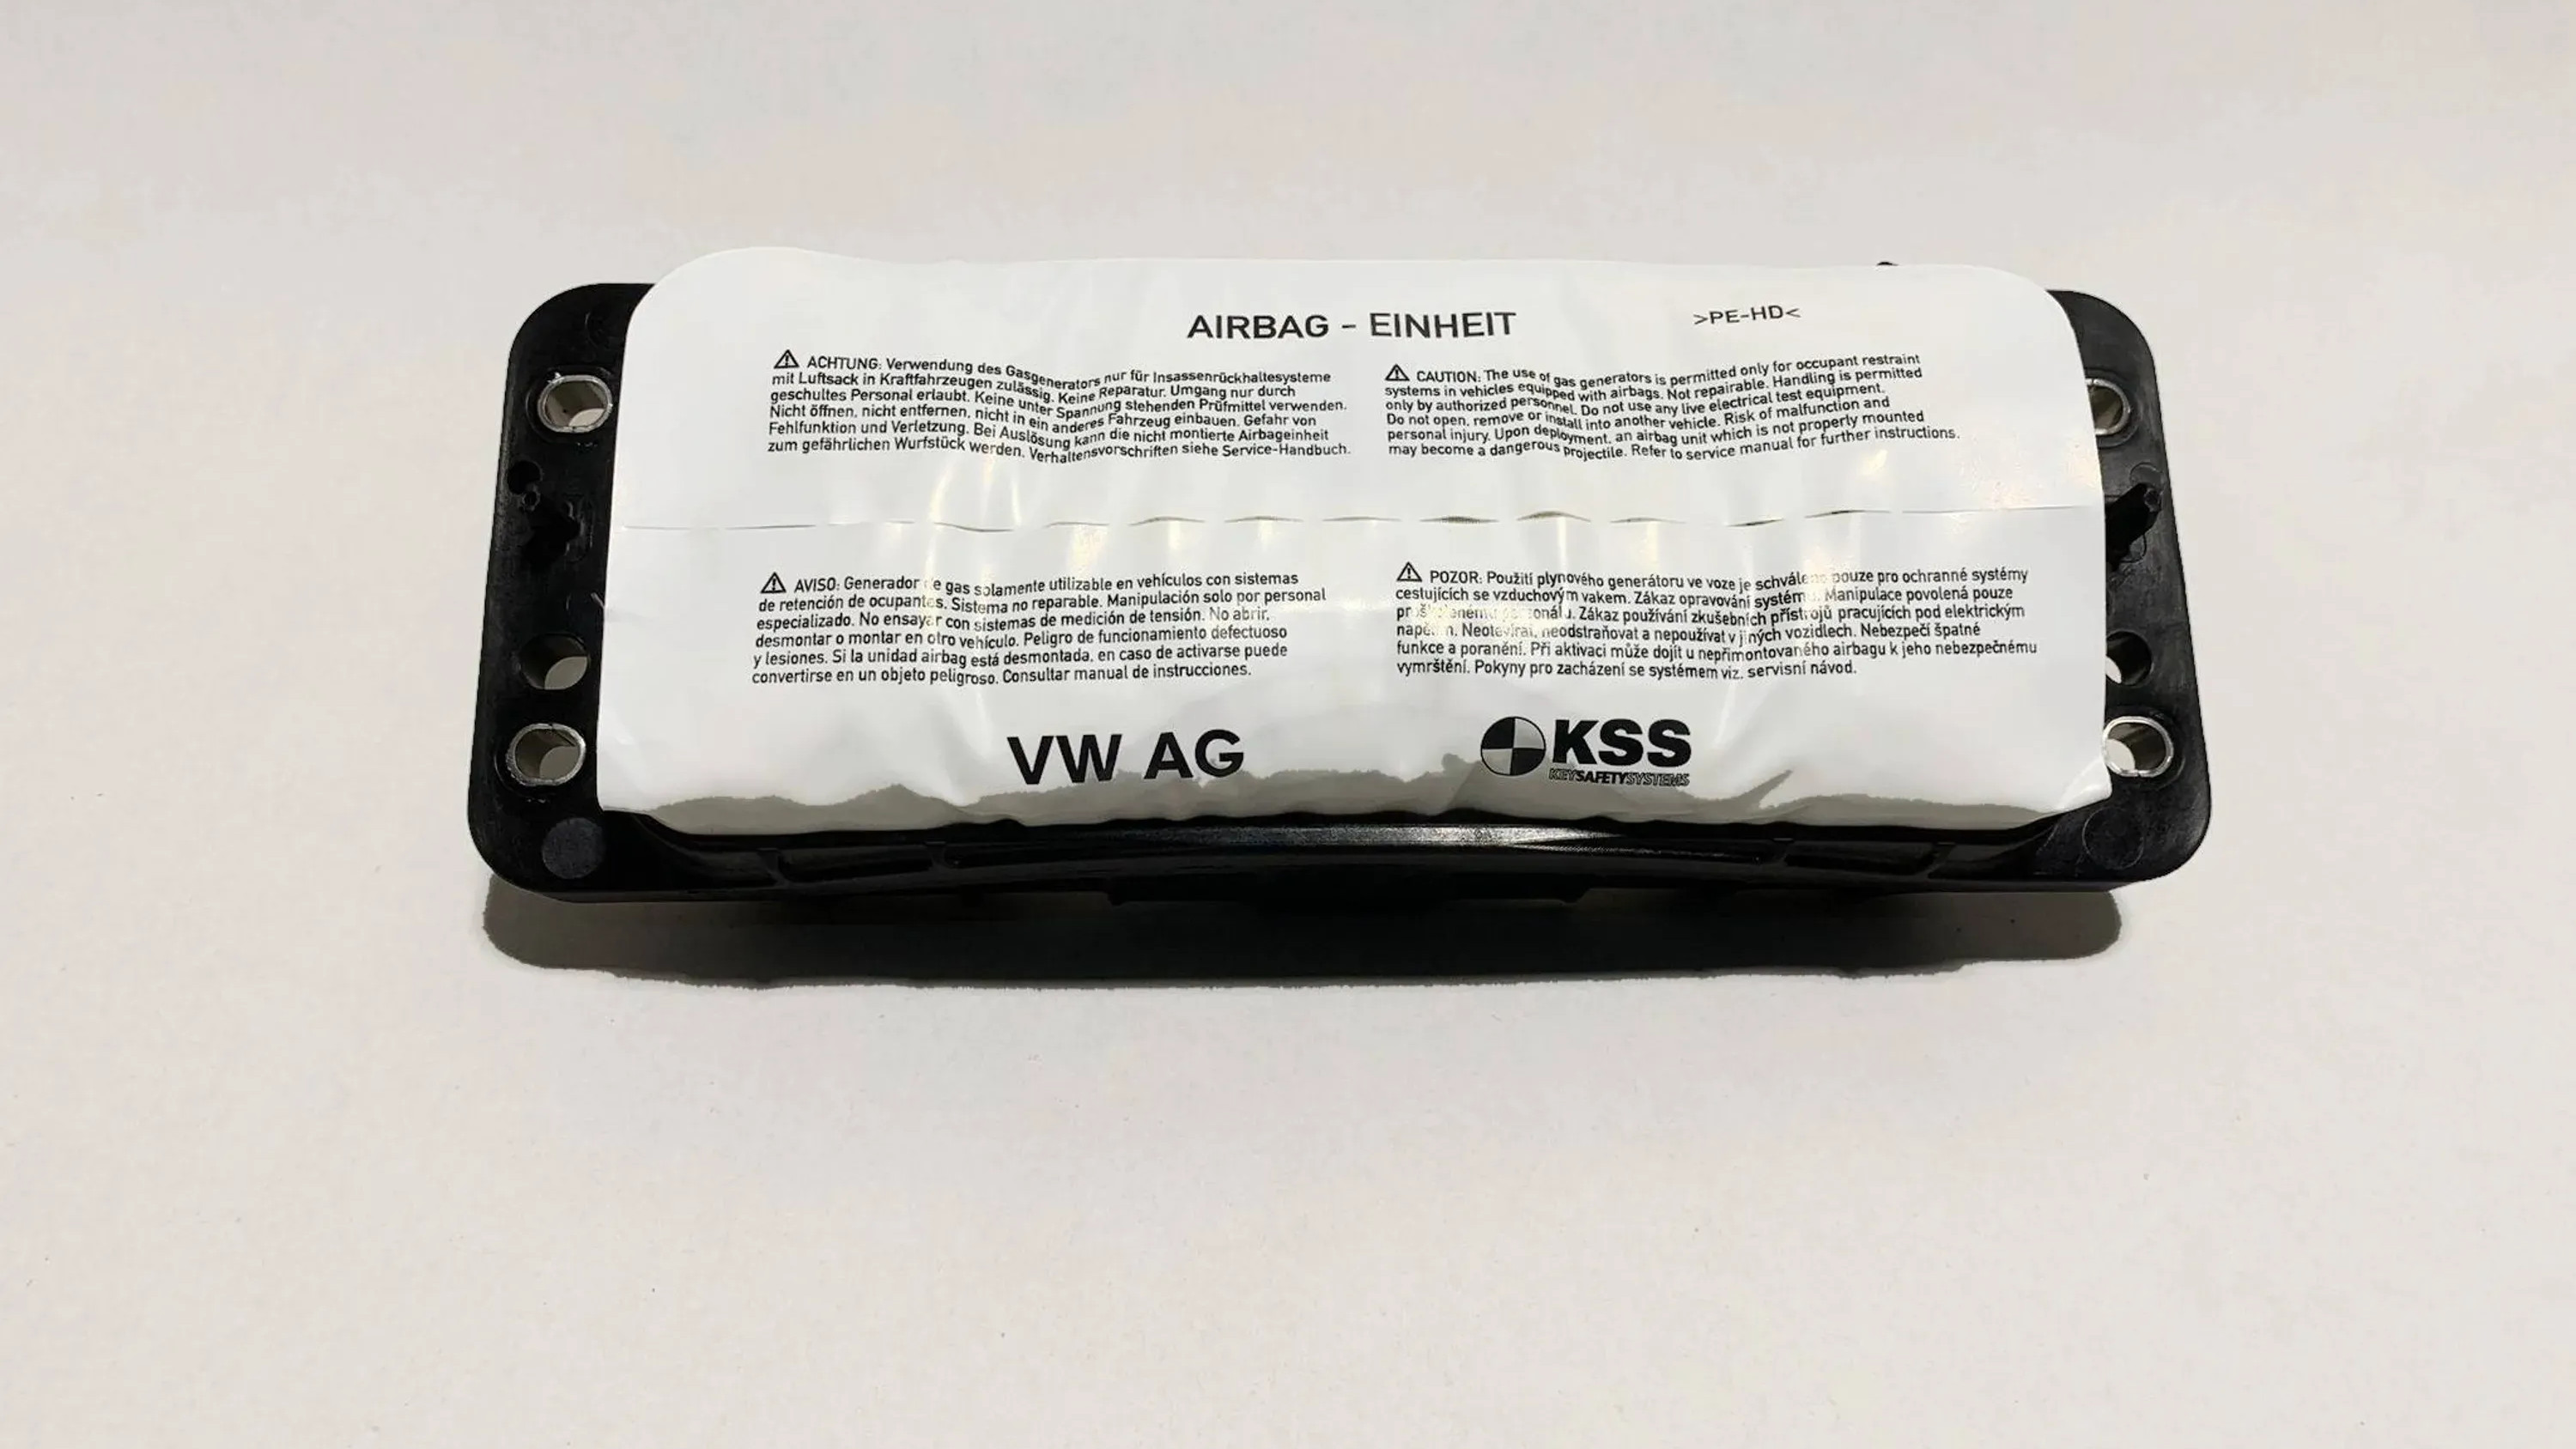 AIRBAG - EINHEIT
>PE-HD<
⚠ ACHTUNG: Verwendung des Gasgenerators nur für Insassenrückhaltesysteme
mit Luftsack in Kraftfahrzeugen zulässig. Keine Reparatur. Umgang nur durch
geschultes Personal erlaubt. Keine unter Spannung stehenden Prüfmittel verwenden.
Nicht öffnen, nicht entfernen, nicht in ein anderes Fahrzeug einbauen. Gefahr von
Fehlfunktion und Verletzung. Bei Auslösung kann die nicht montierte Airbageinheit
zum gefährlichen Wurfstück werden. Verhaltensvorschriften siehe Service-Handbuch.
⚠ CAUTION: The use of gas generators is permitted only for occupant restraint
systems in vehicles equipped with airbags. Not repairable. Handling is permitted
only by authorized personnel. Do not use any live electrical test equipment.
Do not open, remove or install into another vehicle. Risk of malfunction and
personal injury. Upon deployment, an airbag unit which is not properly mounted
may become a dangerous projectile. Refer to service manual for further instructions.
⚠ AVISO: Generador de gas solamente utilizable en vehículos con sistemas
de retención de ocupantes. Sistema no reparable. Manipulación solo por personal
especializado. No ensayar con sistemas de medición de tensión. No abrir,
desmontar o montar en otro vehículo. Peligro de funcionamiento defectuoso
y lesiones. Si la unidad airbag está desmontada, en caso de activarse puede
convertirse en un objeto peligroso. Consultar manual de instrucciones.
⚠ POZOR: Použití plynového generátoru ve voze je pouze pro ochranné systémy
cestujících se vzduchovým vakem. Zákaz opravování Manipulace povolená pouze
Zákaz používání zkušebních přístrojů pracujících pod elektrickým
neodstraňovat a nepoužívat v jiných vozidlech. Nebezpečí špatné
funkce a poranění. Při aktivaci může dojít u nepřimontovaného airbagu k jeho nebezpečnému
vymrštění. Pokyny pro zacházení se systémem viz. servisní návod.
VW AG
KSS
KEYSAFETYSYSTEMS